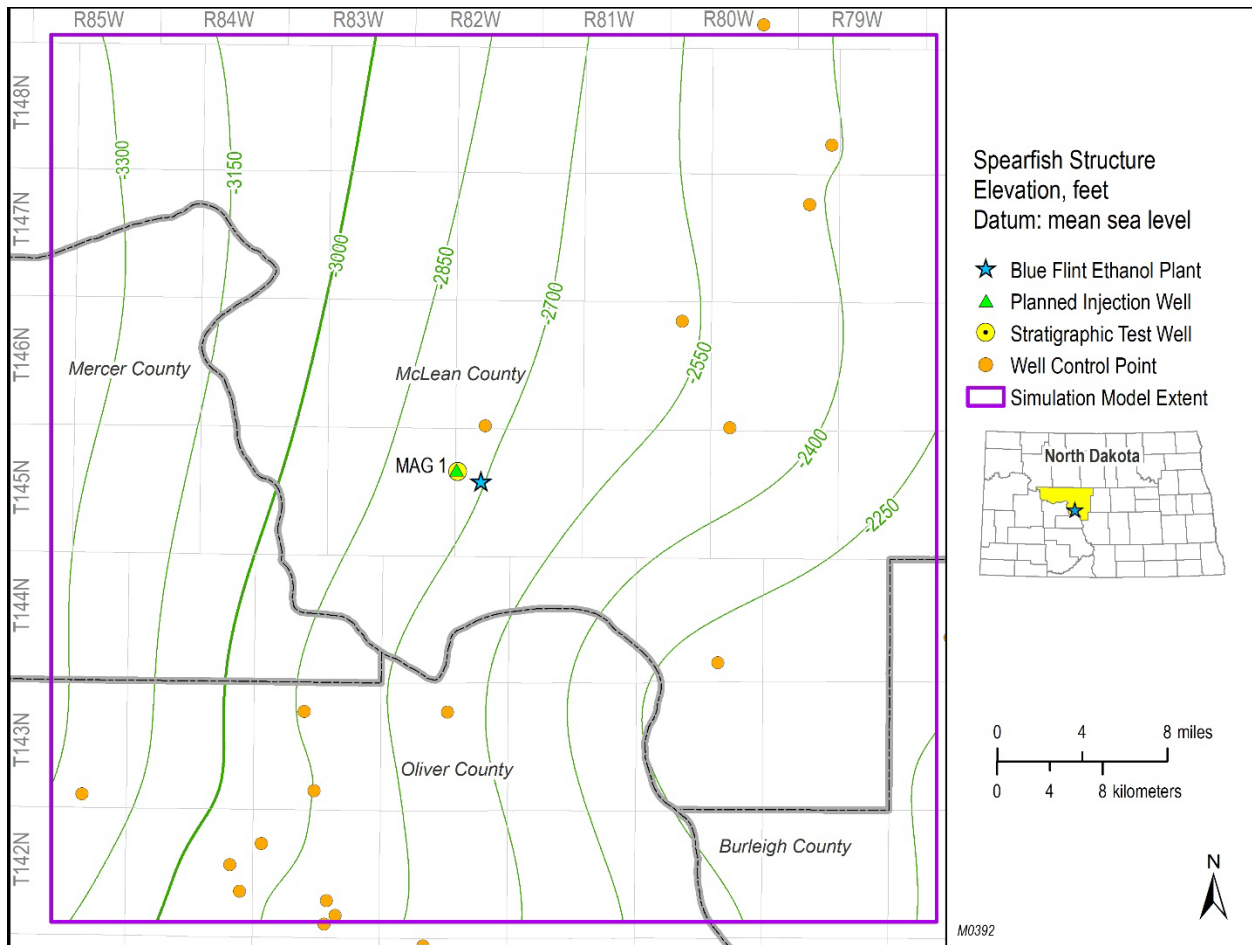 R85W R84W R83W R82W R81W R80W R79W
T148N
T147N
T146N
T145N
T144N
T143N
T142N
-3300
-3150
-3000
-2850
-2700
-2550
-2400
-2250
Mercer County
McLean County
MAG 1
Oliver County
Burleigh County
Spearfish Structure
Elevation, feet
Datum: mean sea level
Blue Flint Ethanol Plant
Planned Injection Well
Stratigraphic Test Well
Well Control Point
Simulation Model Extent
North Dakota
0 4 8 miles
0 4 8 kilometers
N
M0392